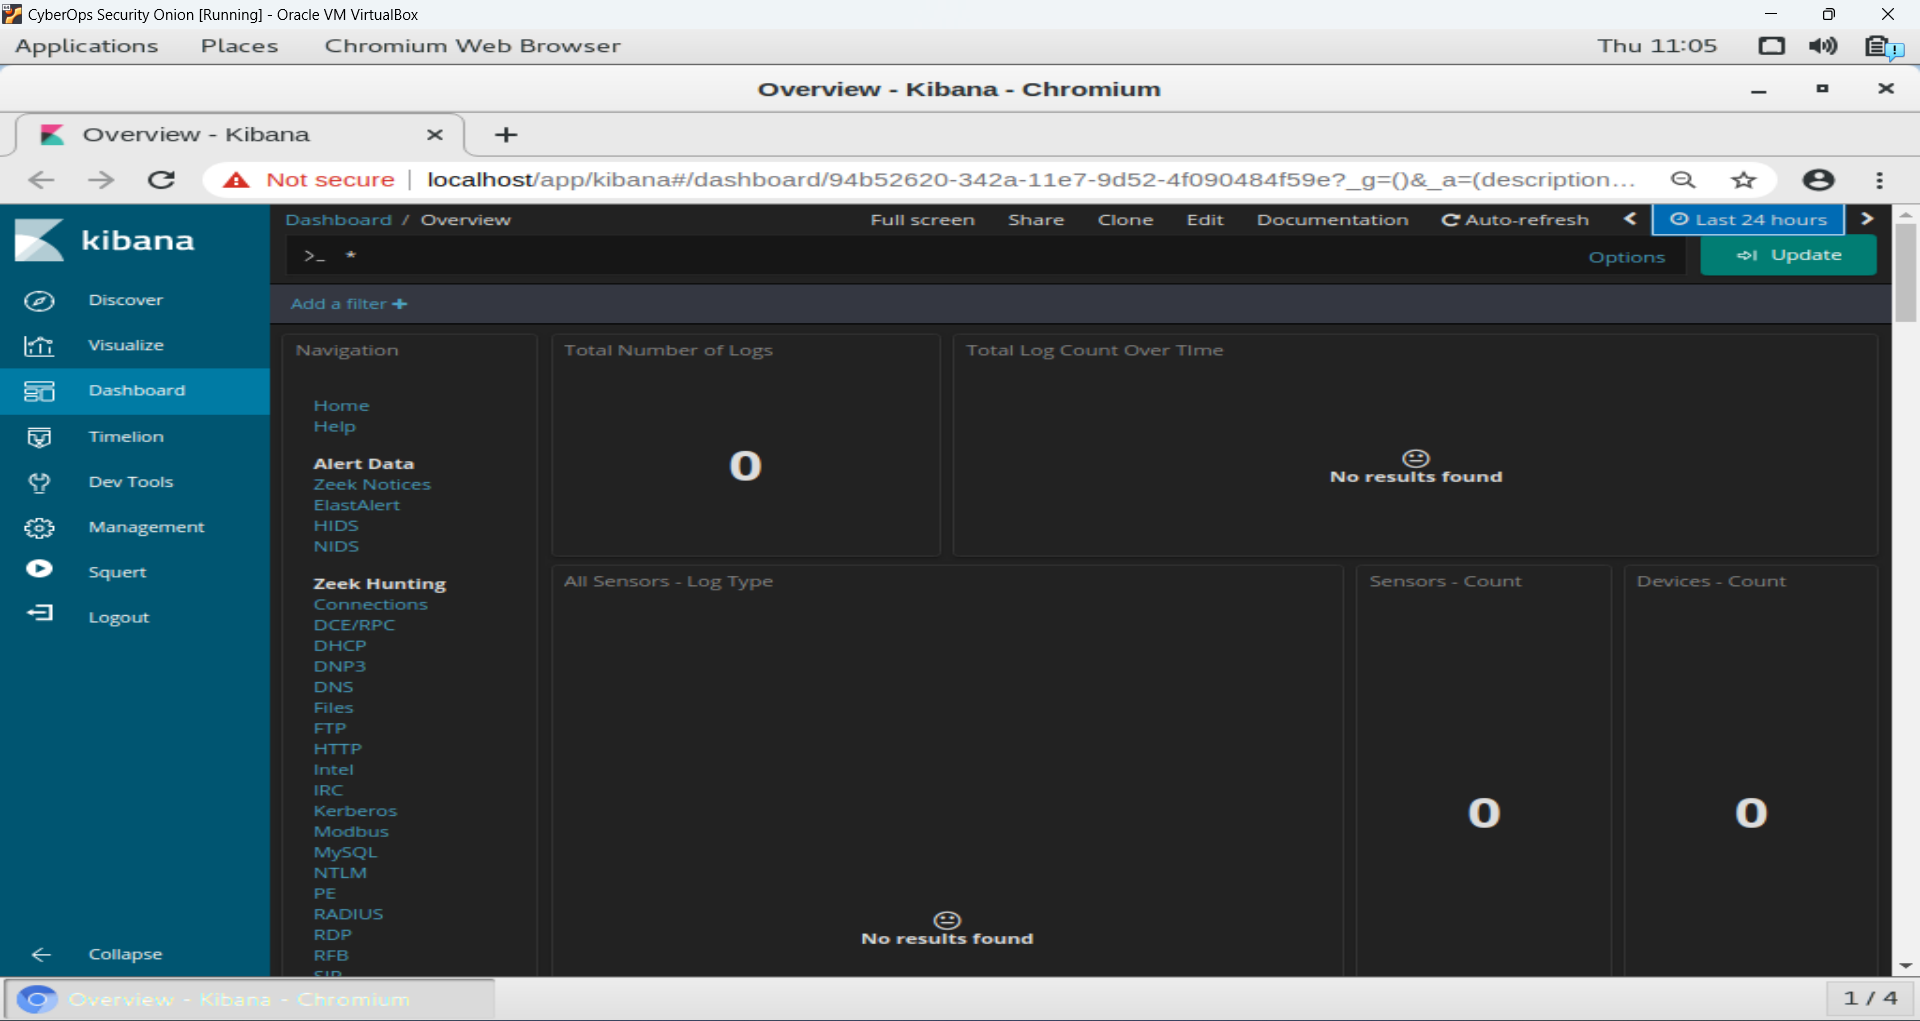 CyberOps Security Onion [Running] - Oracle VM VirtualBox
Applications Places Chromium Web Browser Thu 11:05
Overview - Kibana - Chromium
Overview - Kibana
Not secure | localhost/app/kibana#/dashboard/94b52620-342a-11e7-9d52-4f090484f59e?_g=()&_a=(description...
kibana
Dashboard / Overview Full screen Share Clone Edit Documentation Auto-refresh Last 24 hours
>_ * Options Update
Add a filter +
Discover
Visualize
Dashboard
Timelion
Dev Tools
Management
Squert
Logout
Collapse
Navigation
Home
Help
Alert Data
Zeek Notices
ElastAlert
HIDS
NIDS
Zeek Hunting
Connections
DCE/RPC
DHCP
DNP3
DNS
Files
FTP
HTTP
Intel
IRC
Kerberos
Modbus
MySQL
NTLM
PE
RADIUS
RDP
RFB
SIP
Total Number of Logs
0
Total Log Count Over TIme
No results found
All Sensors - Log Type
No results found
Sensors - Count
0
Devices - Count
0
Overview - Kibana - Chromium
1 / 4